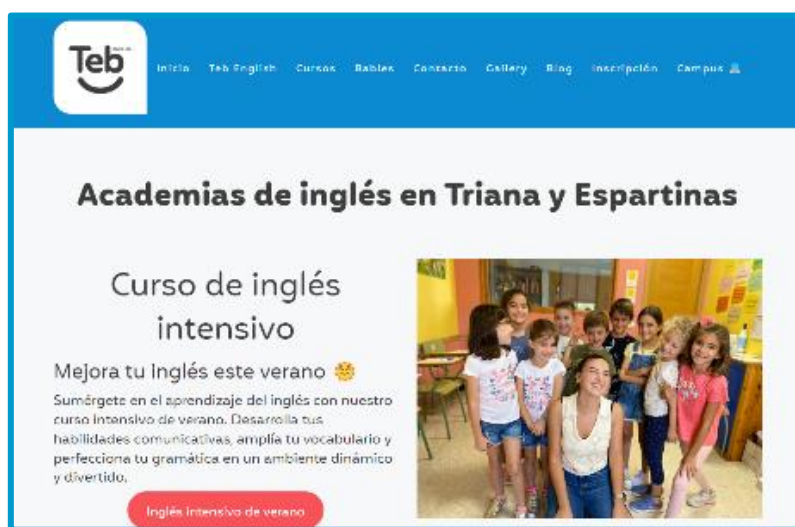 Teb
Inicio Teb English Cursos Bables Contacto Gallery Blog Inscripción Campus
Academias de inglés en Triana y Espartinas
Curso de inglés
intensivo
Mejora tu inglés este verano 🌞
Sumérgete en el aprendizaje del inglés con nuestro
curso intensivo de verano. Desarrolla tus
habilidades comunicativas, amplía tu vocabulario y
perfecciona tu gramática en un ambiente dinámico
y divertido.
Inglés intensivo de verano